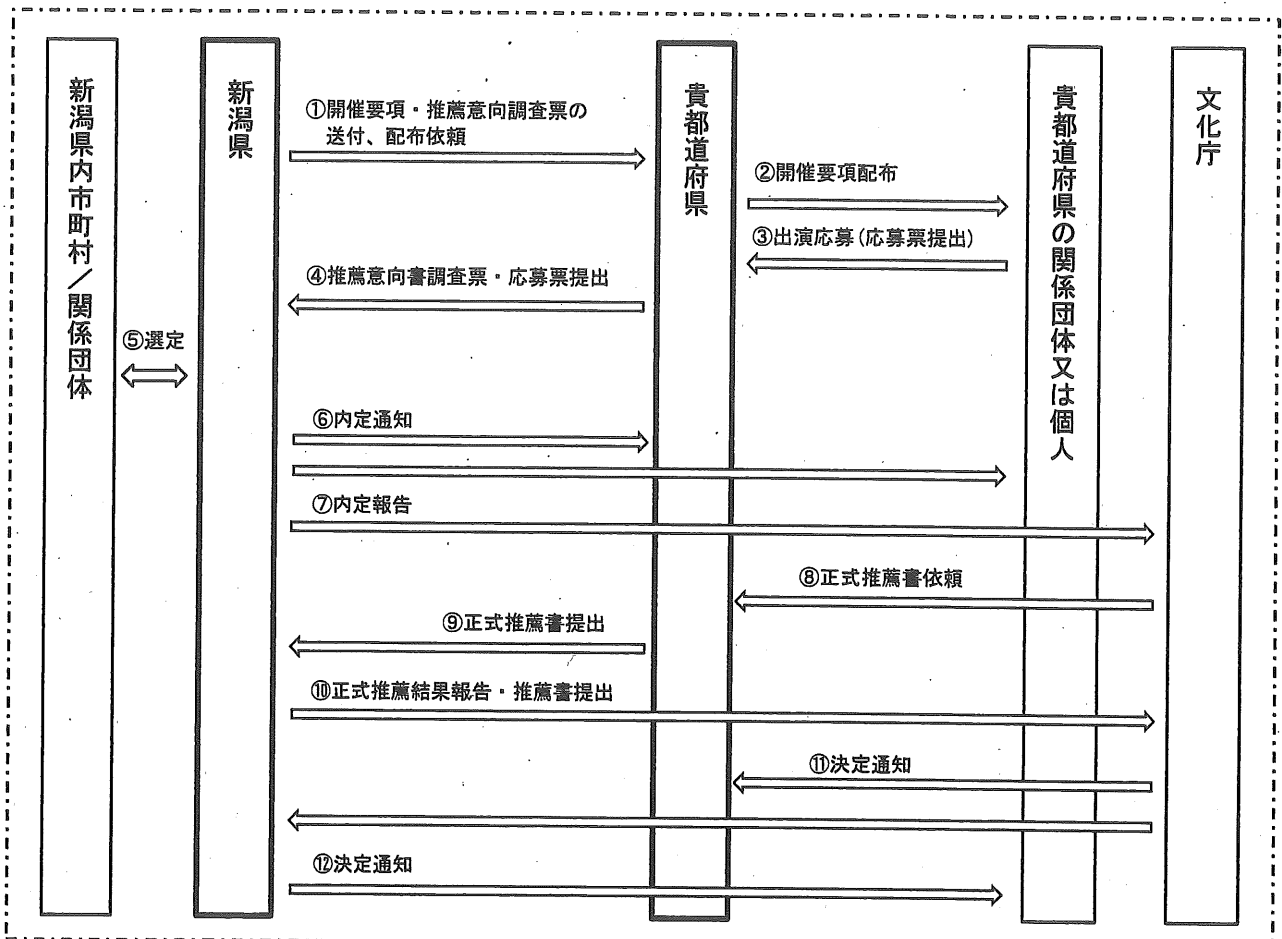 新潟県内市町村/関係団体
新潟県
貴都道府県
貴都道府県の関係団体又は個人
文化庁
①開催要項・推薦意向調査票の
送付、配布依頼
②開催要項配布
③出演応募(応募票提出)
④推薦意向書調査票・応募票提出
⑤選定
⑥内定通知
⑦内定報告
⑧正式推薦書依頼
⑨正式推薦書提出
⑩正式推薦結果報告・推薦書提出
⑪決定通知
⑫決定通知